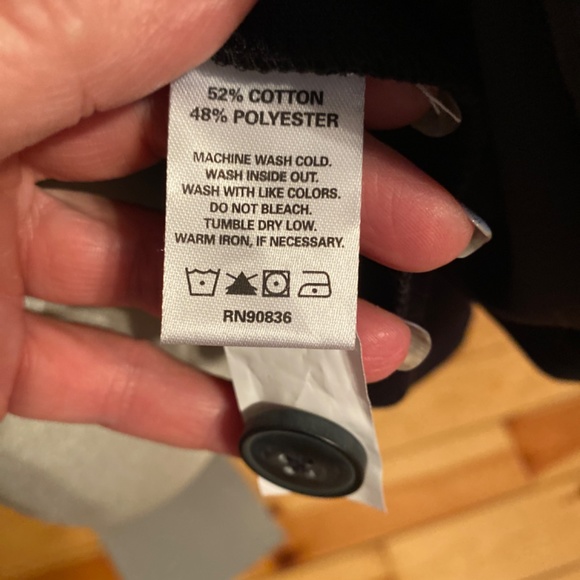 52% COTTON
48% POLYESTER
MACHINE WASH COLD.
WASH INSIDE OUT.
WASH WITH LIKE COLORS.
DO NOT BLEACH.
TUMBLE DRY LOW.
WARM IRON, IF NECESSARY.
RN90836